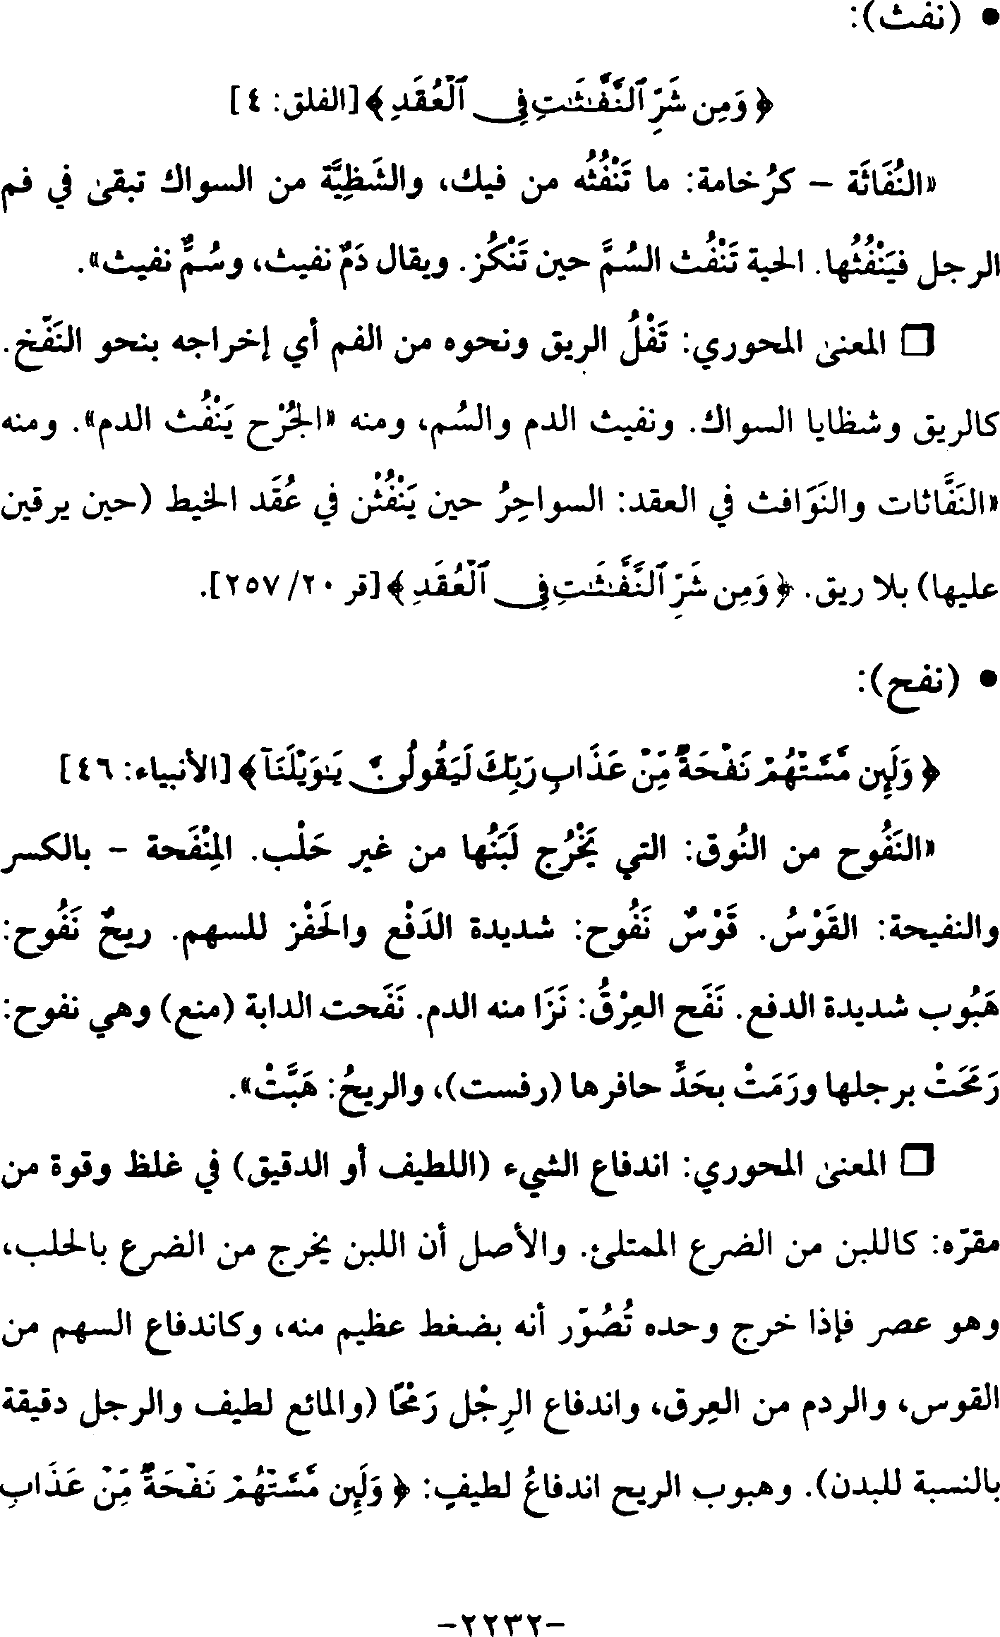 • (نفث):
﴿ وَمِن شَرِّ ٱلنَّفَّـٰثَـٰتِ فِى ٱلْعُقَدِ ﴾ [الفلق: ٤]
«النُفَاثَة – كرُخامة: ما تَنْفُثُه من فيك، والشَظِيَّة من السواك تبقىٰ في فم
الرجل فيَنْفُثُها. الحية تَنْفُث السُمَّ حين تَنْكُز. ويقال دَمٌ نفيث، وسُمٌّ نفيث».
□ المعنىٰ المحوري: تَفْلُ الريق ونحوه من الفم أي إخراجه بنحو النَفْخ.
كالريق وشظايا السواك. ونفيث الدم والسُم، ومنه «الجُرْح يَنْفُث الدم». ومنه
«النَفَّاثات والنَوَافث في العقد: السواحِرُ حين يَنْفُثْن في عُقَد الخيط (حين يرقين
عليها) بلا ريق. ﴿ وَمِن شَرِّ ٱلنَّفَّـٰثَـٰتِ فِى ٱلْعُقَدِ ﴾ [قر ٢٠/ ٢٥٧].
• (نفح):
﴿ وَلَئِن مَّسَّتْهُمْ نَفْحَةٌ مِّنْ عَذَابِ رَبِّكَ لَيَقُولُنَّ يَـٰوَيْلَنَآ ﴾ [الأنبياء: ٤٦]
«النَفُوح من النُوق: التي يَخْرُج لَبَنُها من غير حَلْب. المِنْفَحة – بالكسر
والنفيحة: القَوْسُ. قَوْسٌ نَفُوح: شديدة الدَفْع والحَفْز للسهم. ريحٌ نَفُوح:
هَبُوب شديدة الدفع. نَفَح العِرْقُ: نَزَا منه الدم. نَفَحت الدابة (منع) وهي نفوح:
رَمَحَتْ برجلها ورَمَتْ بحَدِّ حافرها (رفست)، والريحُ: هَبَّتْ».
□ المعنىٰ المحوري: اندفاع الشيء (اللطيف أو الدقيق) في غلظ وقوة من
مقرّه: كاللبن من الضرع الممتلئ. والأصل أن اللبن يخرج من الضرع بالحلب،
وهو عصر فإذا خرج وحده تُصُوّر أنه بضغط عظيم منه، وكاندفاع السهم من
القوس، والردم من العِرق، واندفاع الرِجْل رَمْحًا (والمائع لطيف والرجل دقيقة
بالنسبة للبدن). وهبوب الريح اندفاعُ لطيفٍ: ﴿ وَلَئِن مَّسَّتْهُمْ نَفْحَةٌ مِّنْ عَذَابِ
-٢٢٣٢-